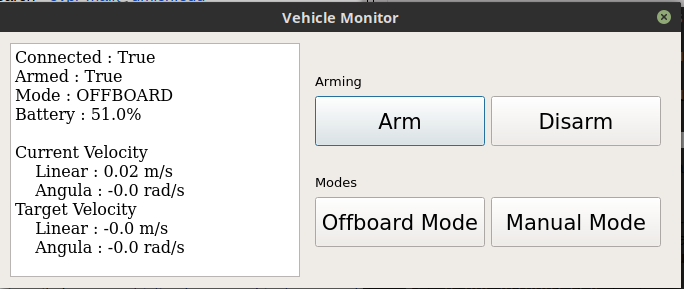 Vehicle Monitor
Connected : True
Armed : True
Mode : OFFBOARD
Battery : 51.0%
Current Velocity
Linear : 0.02 m/s
Angula : -0.0 rad/s
Target Velocity
Linear : -0.0 m/s
Angula : -0.0 rad/s
Arming
Arm
Disarm
Modes
Offboard Mode
Manual Mode